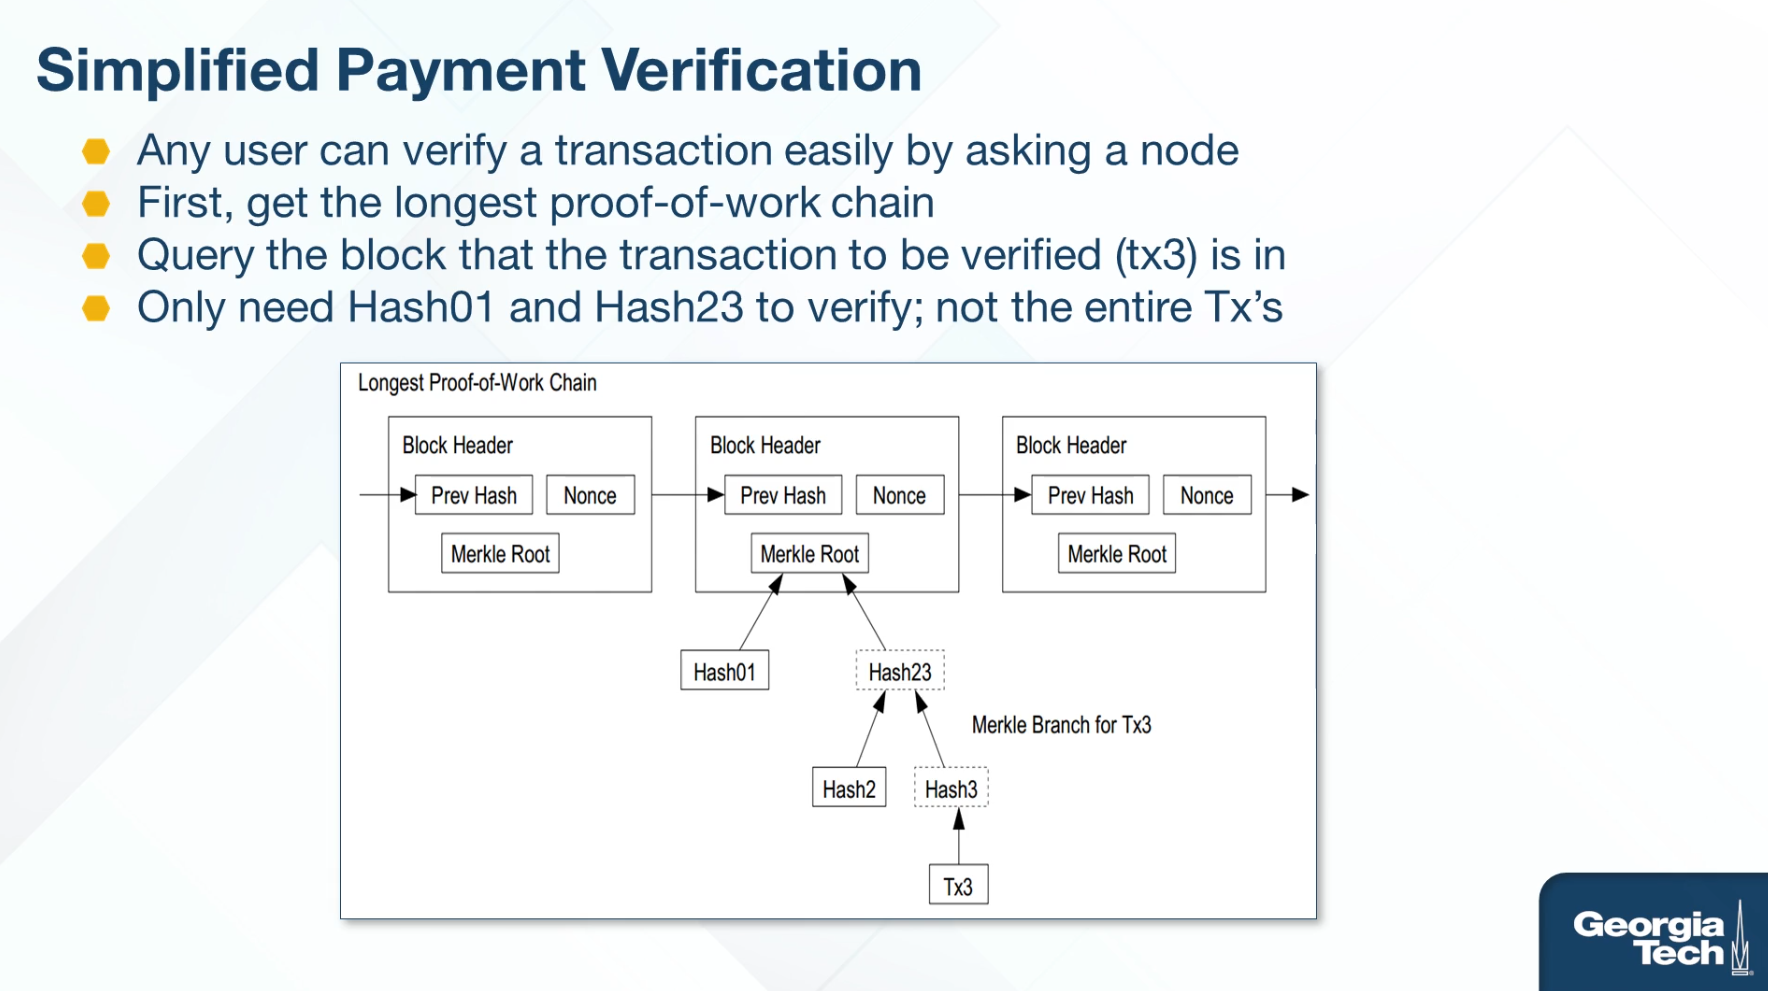 Simplified Payment Verification
Any user can verify a transaction easily by asking a node
First, get the longest proof-of-work chain
Query the block that the transaction to be verified (tx3) is in
Only need Hash01 and Hash23 to verify; not the entire Tx’s
Longest Proof-of-Work Chain
Block Header
Prev Hash
Nonce
Merkle Root
Block Header
Prev Hash
Nonce
Merkle Root
Block Header
Prev Hash
Nonce
Merkle Root
Hash01
Hash23
Merkle Branch for Tx3
Hash2
Hash3
Tx3
Georgia
Tech